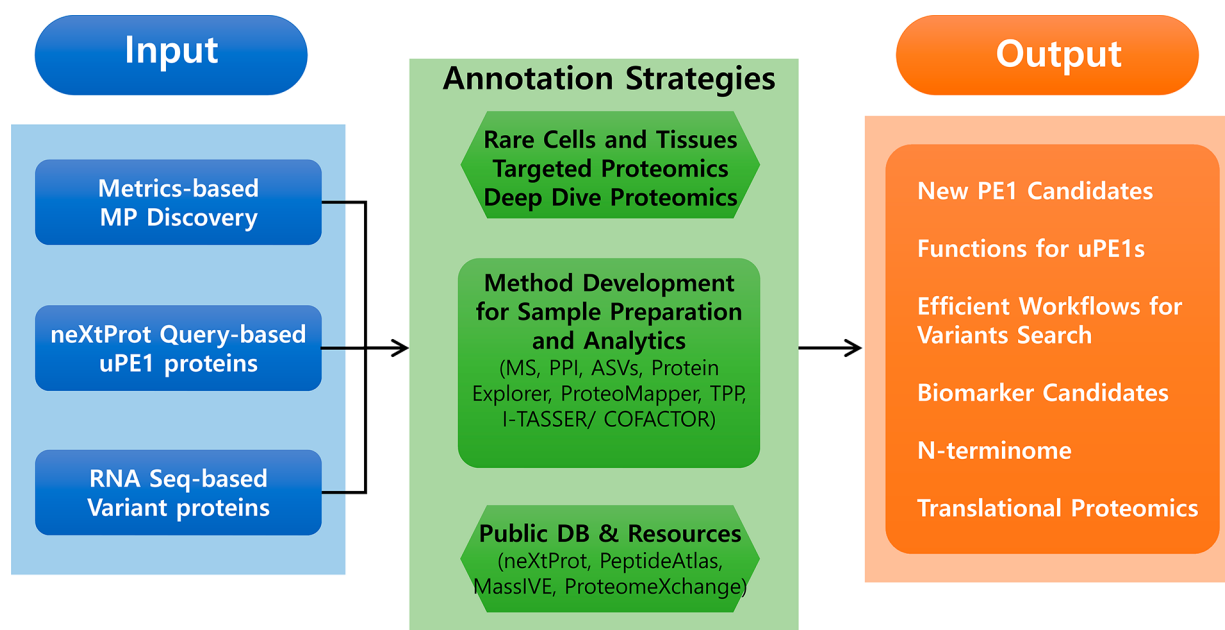 Input
Metrics-based
MP Discovery
neXtProt Query-based
uPE1 proteins
RNA Seq-based
Variant proteins
Annotation Strategies
Rare Cells and Tissues
Targeted Proteomics
Deep Dive Proteomics
Method Development
for Sample Preparation
and Analytics
(MS, PPI, ASVs, Protein
Explorer, ProteoMapper, TPP,
I-TASSER/ COFACTOR)
Public DB & Resources
(neXtProt, PeptideAtlas,
MassIVE, ProteomeXchange)
Output
New PE1 Candidates
Functions for uPE1s
Efficient Workflows for
Variants Search
Biomarker Candidates
N-terminome
Translational Proteomics